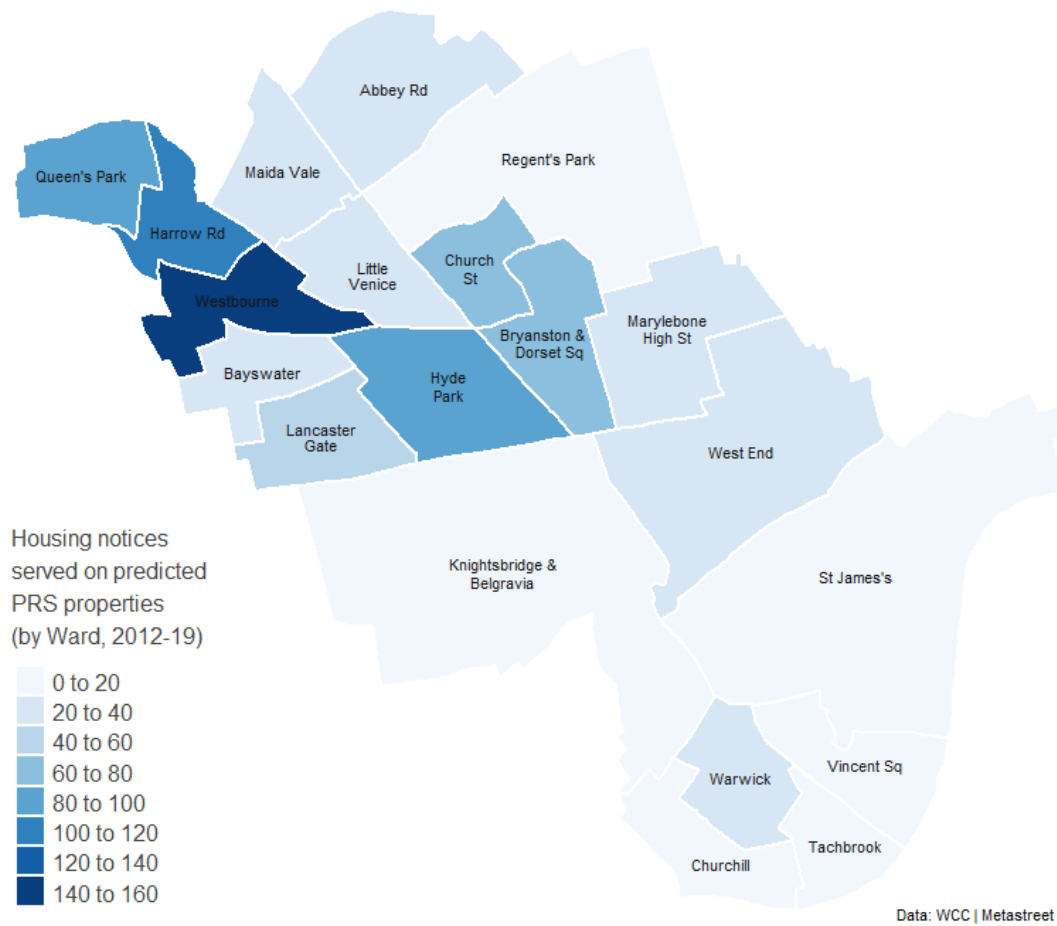 Abbey Rd
Regent's Park
Maida Vale
Queen's Park
Harrow Rd
Church
St
Little
Venice
Westbourne
Marylebone
High St
Bryanston &
Dorset Sq
Bayswater
Hyde
Park
Lancaster
Gate
West End
Knightsbridge &
Belgravia
St James's
Housing notices
served on predicted
PRS properties
(by Ward, 2012-19)
0 to 20
20 to 40
40 to 60
60 to 80
80 to 100
100 to 120
120 to 140
140 to 160
Vincent Sq
Warwick
Tachbrook
Churchill
Data: WCC | Metastreet